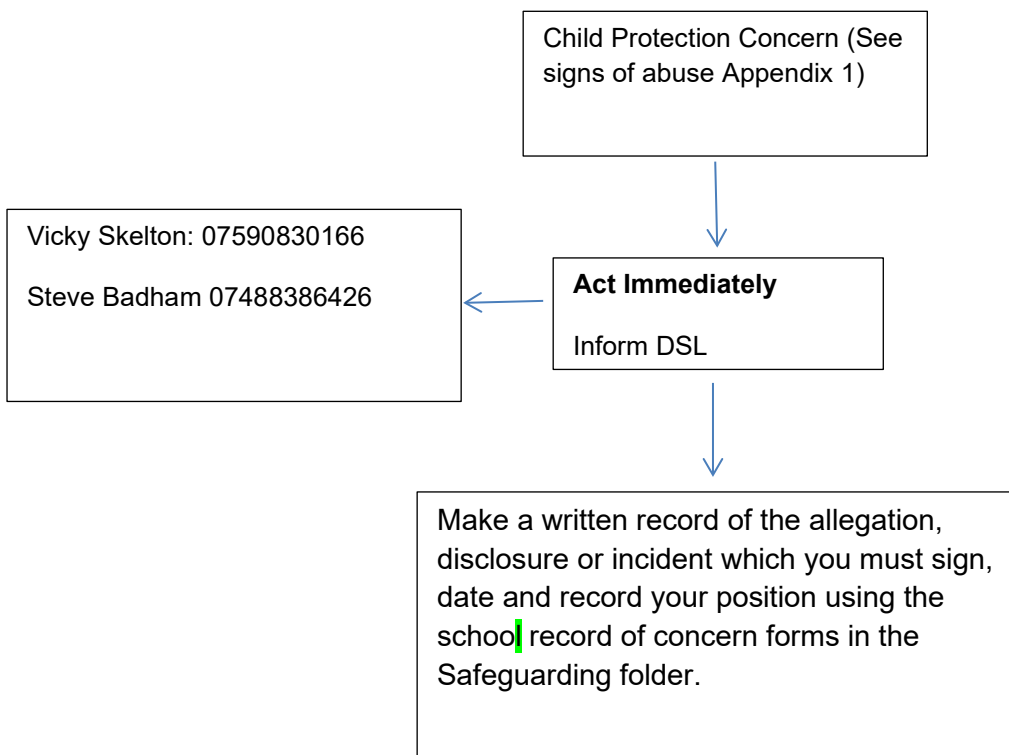 Child Protection Concern (See
signs of abuse Appendix 1)
Vicky Skelton: 07590830166
Steve Badham 07488386426
Act Immediately
Inform DSL
Make a written record of the allegation,
disclosure or incident which you must sign,
date and record your position using the
school record of concern forms in the
Safeguarding folder.